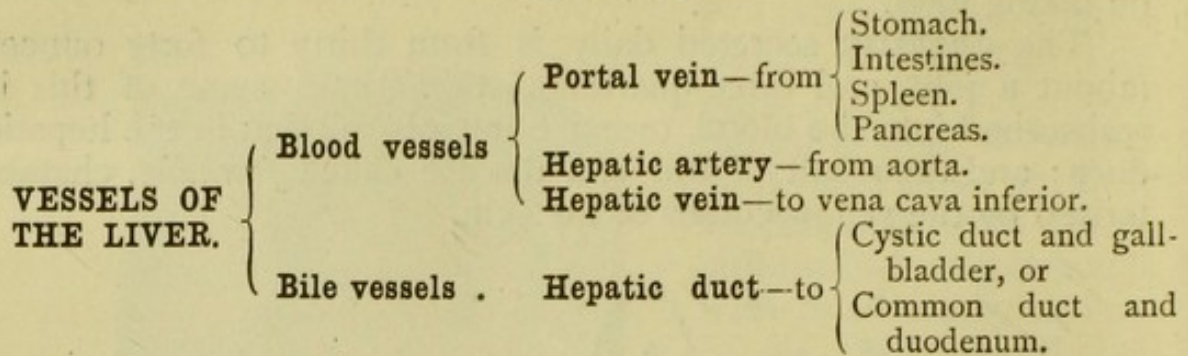 Stomach.
Portal vein—from Intestines.
Spleen.
Blood vessels
Pancreas.
Hepatic artery—from aorta.
VESSELS OF
Hepatic vein—to vena cava inferior.
THE LIVER.
Cystic duct and gall-
bladder, or
Bile vessels . Hepatic duct—to
Common duct and
duodenum.